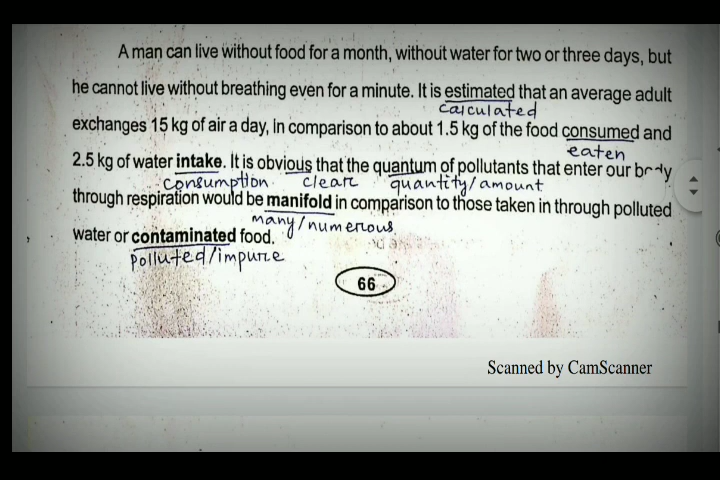 A man can live without food for a month, without water for two or three days, but
he cannot live without breathing even for a minute. It is estimated that an average adult
calculated
exchanges 15 kg of air a day, in comparison to about 1.5 kg of the food consumed and
eaten
2.5 kg of water intake. It is obvious that the quantum of pollutants that enter our body
consumption clear quantity/amount
through respiration would be manifold in comparison to those taken in through polluted
many/numerous
water or contaminated food.
polluted/impure
66
Scanned by CamScanner